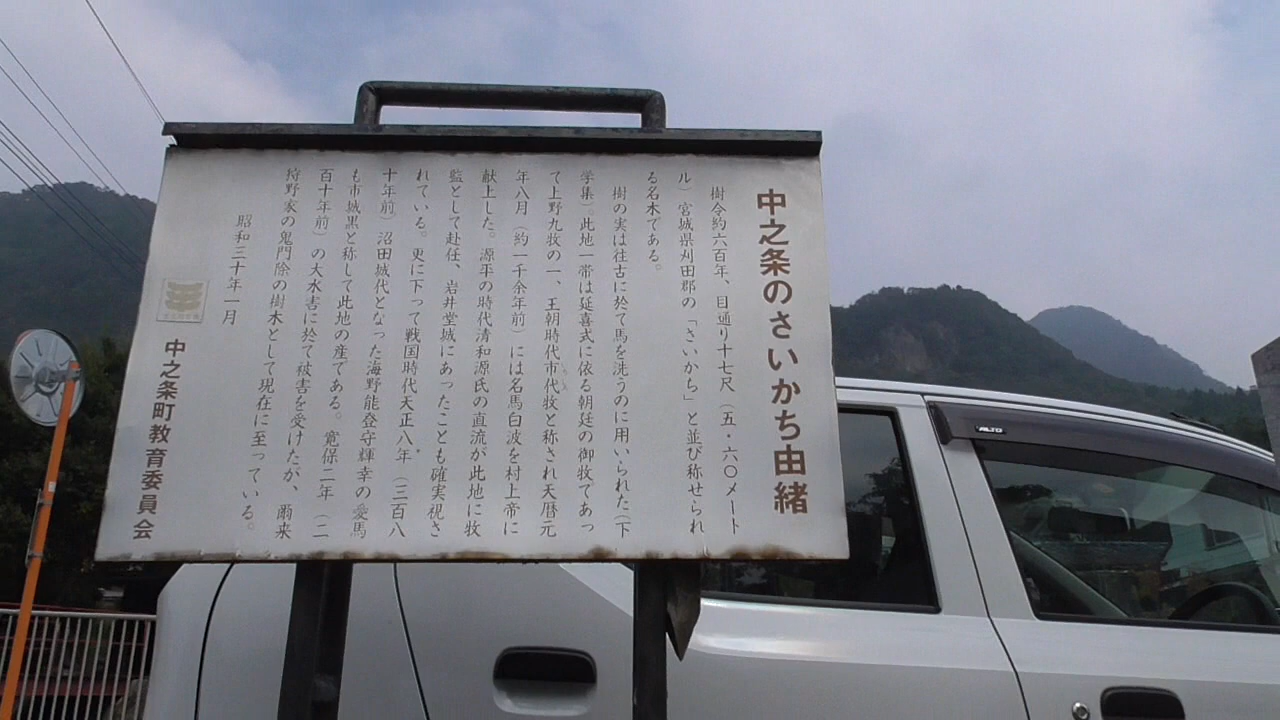 中之条のさいかち由緒
樹令約六百年、目通り十七尺（五・六〇メート
ル）宮城県刈田郡の「さいかち」と並び称せられ
る名木である。
樹の実は往古に於て馬を洗うのに用いられた（下
学集）。此地一帯は延喜式に依る朝廷の御牧であっ
て上野九牧の一、王朝時代市代牧と称され天暦元
年八月（約一千余年前）には名馬白波を村上帝に
献上した。源平の時代清和源氏の直流が此地に牧
監として赴任、岩井堂城にあったことも確実視さ
れている。更に下って戦国時代天正八年（三百八
十年前）沼田城代となった海野能登守輝幸の愛馬
も市城黒と称して此地の産である。寛保二年（二
百十年前）の大水害に於て被害を受けたが、爾来
狩野家の鬼門除の樹木として現在に至っている。
昭和三十年一月
中之条町教育委員会
ALTO